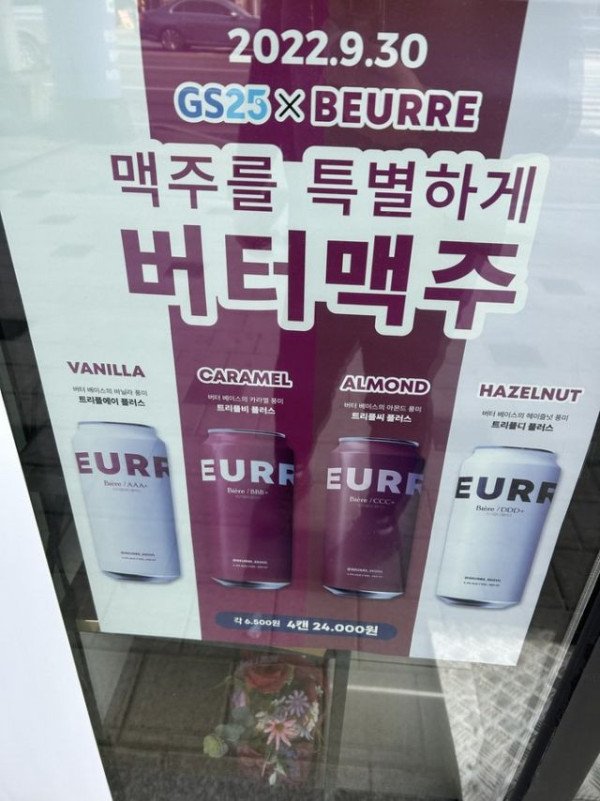 2022.9.30
GS25 × BEURRE
맥주를 특별하게
버터맥주
VANILLA
버터 베이스의 바닐라 풍미
트리플에이 플러스
CARAMEL
버터 베이스의 카라멜 풍미
트리플비 플러스
ALMOND
버터 베이스의 아몬드 풍미
트리플씨 플러스
HAZELNUT
버터 베이스의 헤이즐넛 풍미
트리플디 플러스
EURR
Bière / AAA+
EURR
Bière / BBB+
EURR
Bière / CCC+
EURR
Bière / DDD+
각 6.500원 4캔 24.000원